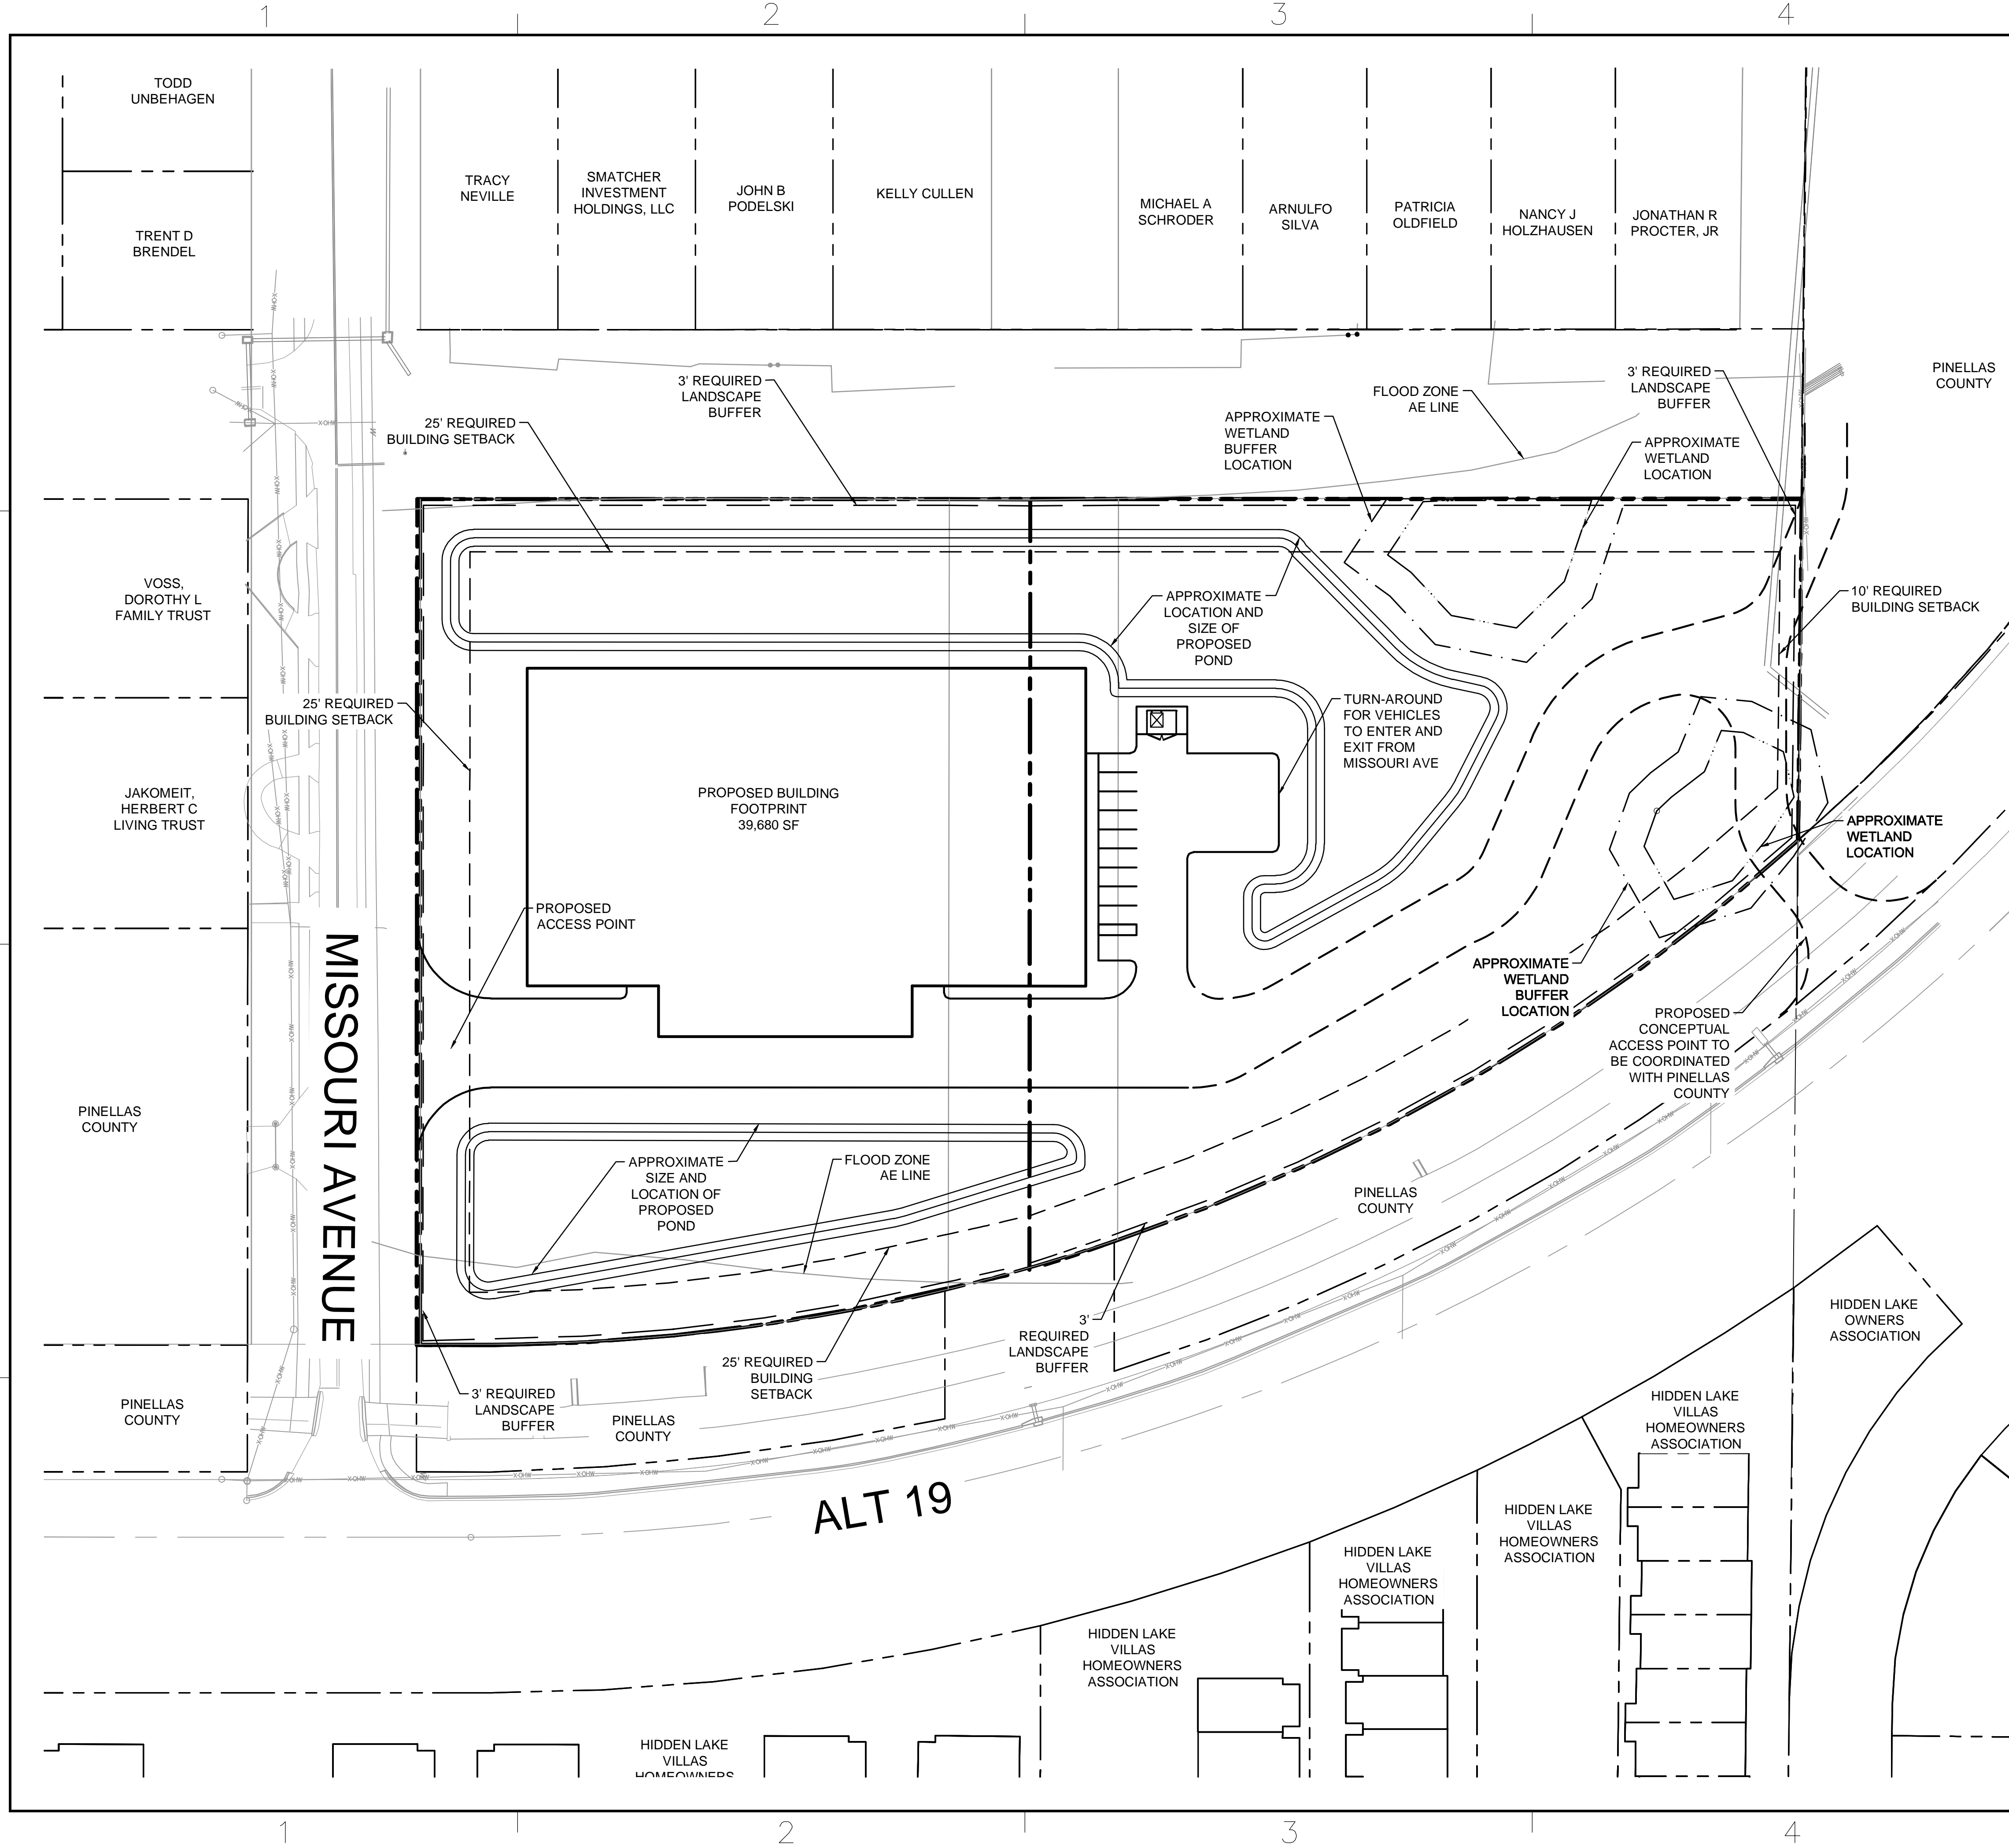 1
2
3
4
TODD
UNBEHAGEN
TRENT D
BRENDEL
TRACY
NEVILLE
SMATCHER
INVESTMENT
HOLDINGS, LLC
JOHN B
PODELSKI
KELLY CULLEN
MICHAEL A
SCHRODER
ARNULFO
SILVA
PATRICIA
OLDFIELD
NANCY J
HOLZHAUSEN
JONATHAN R
PROCTER, JR
PINELLAS
COUNTY
3' REQUIRED
LANDSCAPE
BUFFER
25' REQUIRED
BUILDING SETBACK
APPROXIMATE
WETLAND
BUFFER
LOCATION
FLOOD ZONE
AE LINE
3' REQUIRED
LANDSCAPE
BUFFER
APPROXIMATE
WETLAND
LOCATION
VOSS,
DOROTHY L
FAMILY TRUST
APPROXIMATE
LOCATION AND
SIZE OF
PROPOSED
POND
10' REQUIRED
BUILDING SETBACK
25' REQUIRED
BUILDING SETBACK
TURN-AROUND
FOR VEHICLES
TO ENTER AND
EXIT FROM
MISSOURI AVE
JAKOMEIT,
HERBERT C
LIVING TRUST
PROPOSED BUILDING
FOOTPRINT
39,680 SF
APPROXIMATE
WETLAND
LOCATION
PROPOSED
ACCESS POINT
MISSOURI AVENUE
APPROXIMATE
WETLAND
BUFFER
LOCATION
PROPOSED
CONCEPTUAL
ACCESS POINT TO
BE COORDINATED
WITH PINELLAS
COUNTY
PINELLAS
COUNTY
APPROXIMATE
SIZE AND
LOCATION OF
PROPOSED
POND
FLOOD ZONE
AE LINE
PINELLAS
COUNTY
3'
REQUIRED
LANDSCAPE
BUFFER
25' REQUIRED
BUILDING
SETBACK
HIDDEN LAKE
OWNERS
ASSOCIATION
PINELLAS
COUNTY
3' REQUIRED
LANDSCAPE
BUFFER
PINELLAS
COUNTY
HIDDEN LAKE
VILLAS
HOMEOWNERS
ASSOCIATION
ALT 19
HIDDEN LAKE
VILLAS
HOMEOWNERS
ASSOCIATION
HIDDEN LAKE
VILLAS
HOMEOWNERS
ASSOCIATION
HIDDEN LAKE
VILLAS
HOMEOWNERS
ASSOCIATION
HIDDEN LAKE
VILLAS
HOMEOWNERS
1
2
3
4